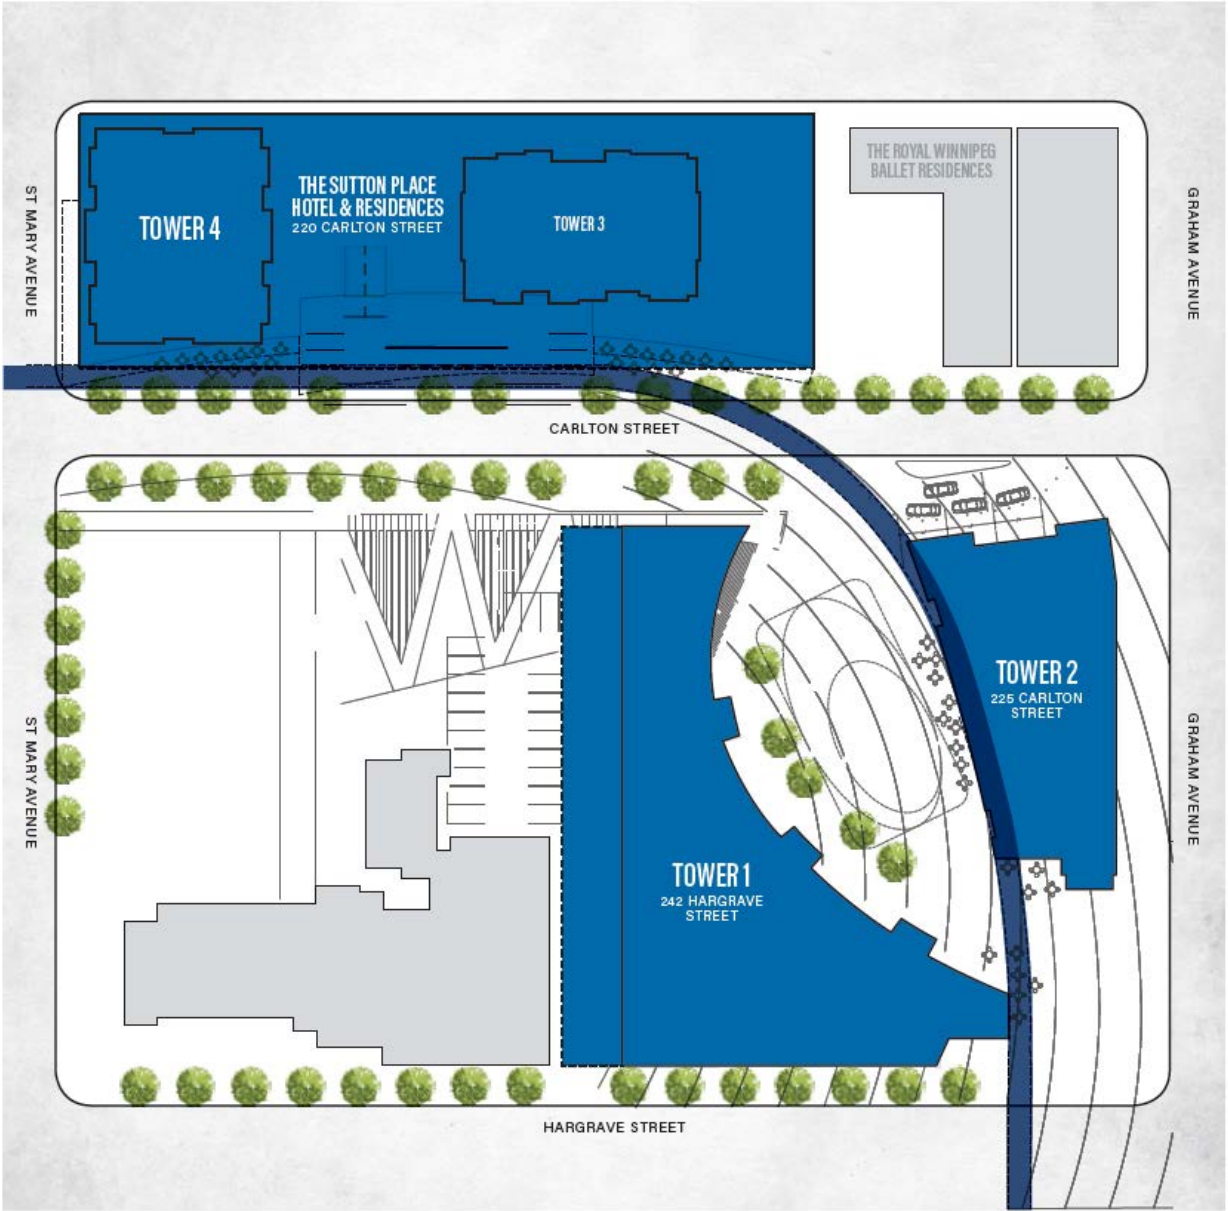 THE ROYAL WINNIPEG
BALLET RESIDENCES
ST MARY AVENUE
TOWER 4
THE SUTTON PLACE
HOTEL & RESIDENCES
220 CARLTON STREET
TOWER 3
GRAHAM AVENUE
CARLTON STREET
TOWER 2
225 CARLTON
STREET
ST MARY AVENUE
GRAHAM AVENUE
TOWER 1
242 HARGRAVE
STREET
HARGRAVE STREET